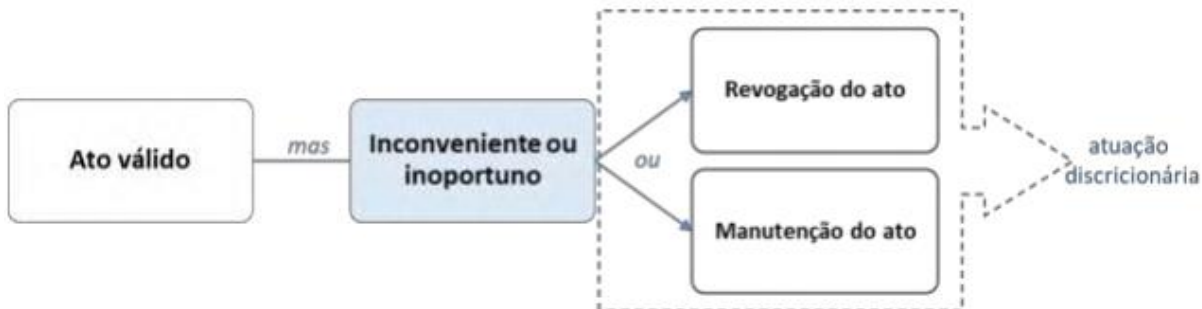 Ato válido
mas
Inconveniente ou
inoportuno
ou
Revogação do ato
Manutenção do ato
atuação
discricionária